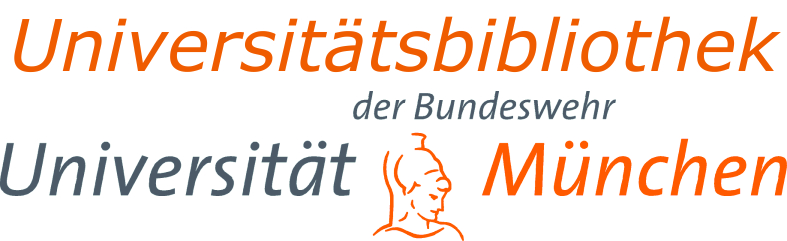 Universitätsbibliothek
der Bundeswehr
Universität München